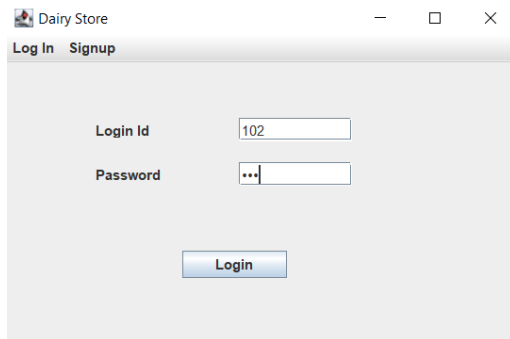 Dairy Store
Log In Signup
Login Id 102
Password •••
Login